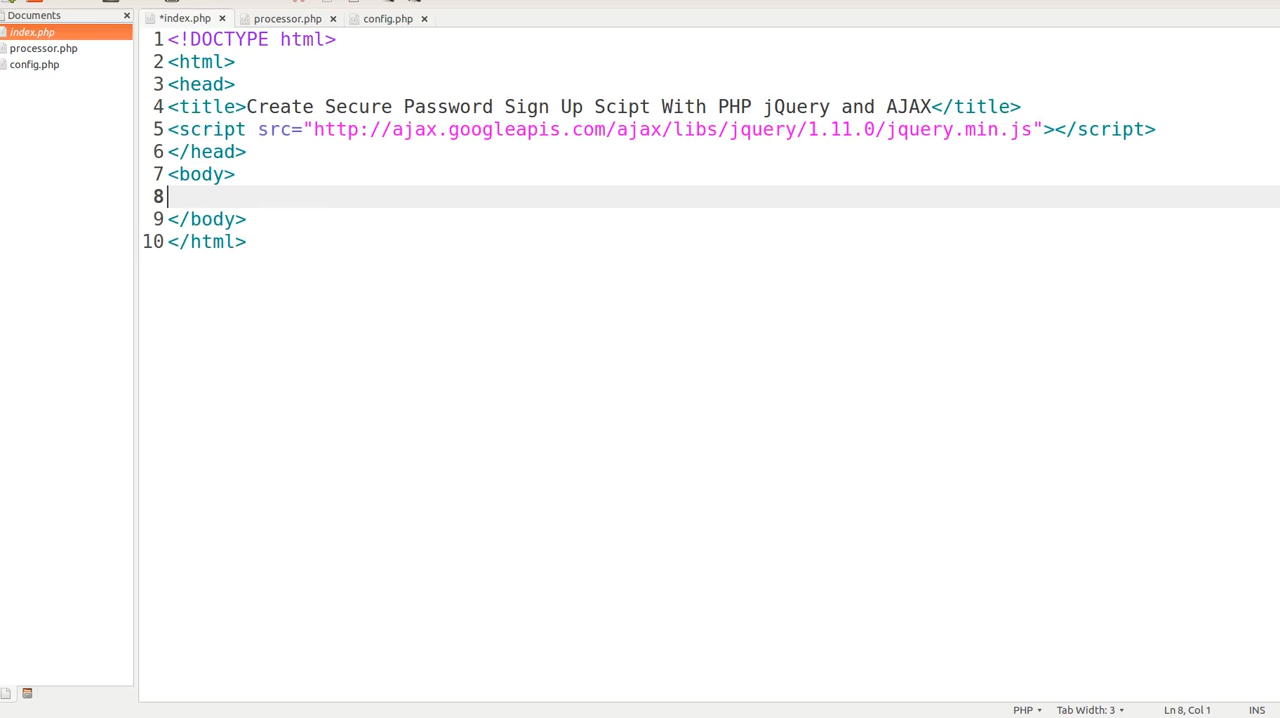 Documents
index.php
processor.php
config.php
*index.php
processor.php
config.php
1 <!DOCTYPE html>
2 <html>
3 <head>
4 <title>Create Secure Password Sign Up Scipt With PHP jQuery and AJAX</title>
5 <script src="http://ajax.googleapis.com/ajax/libs/jquery/1.11.0/jquery.min.js"></script>
6 </head>
7 <body>
8
9 </body>
10 </html>
PHP
Tab Width: 3
Ln 8, Col 1
INS